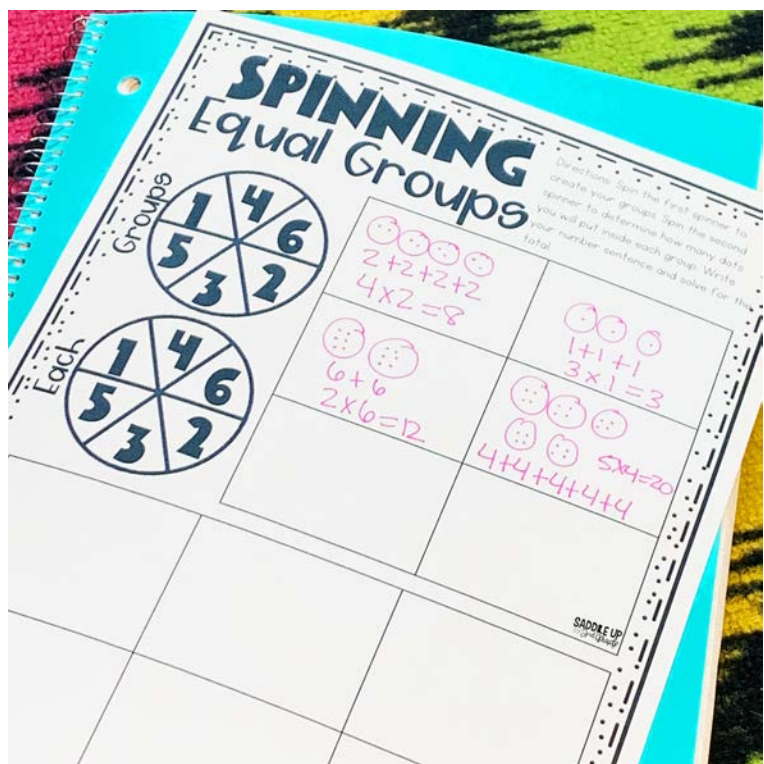 SPINNING
Equal Groups
Directions: Spin the first spinner to
create your groups. Spin the second
spinner to determine how many dots
you will put inside each group. Write
your number sentence and solve for the
total.
Groups
1 4 6
5 3 2
Each
1 4 6
5 3 2
2+2+2+2
4x2=8
1+1+1
3x1=3
6+6
2x6=12
5x4=20
4+4+4+4+4
SADDLE UP